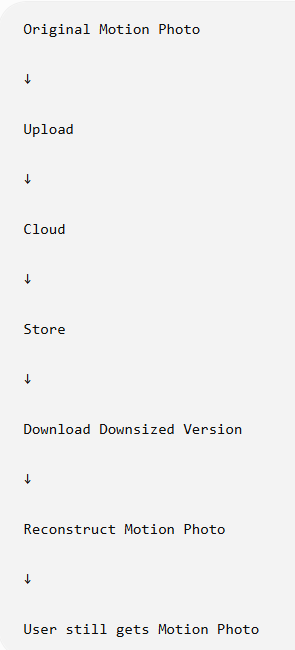 Original Motion Photo
↓
Upload
↓
Cloud
↓
Store
↓
Download Downsized Version
↓
Reconstruct Motion Photo
↓
User still gets Motion Photo